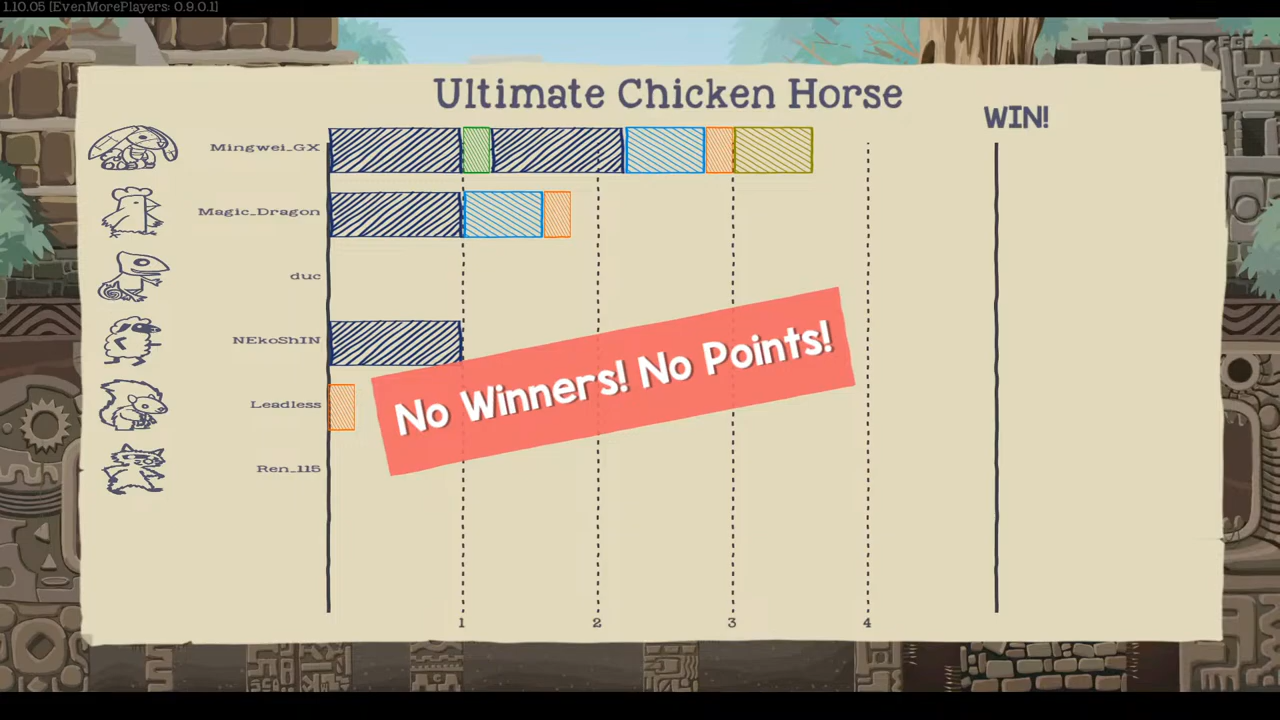 1.10.05 [EvenMorePlayers: 0.9.0.1]
Ultimate Chicken Horse
WIN!
Mingwei_GX
Magic_Dragon
duc
NEkoShIN
No Winners! No Points!
Leadless
Ren_115
1 2 3 4